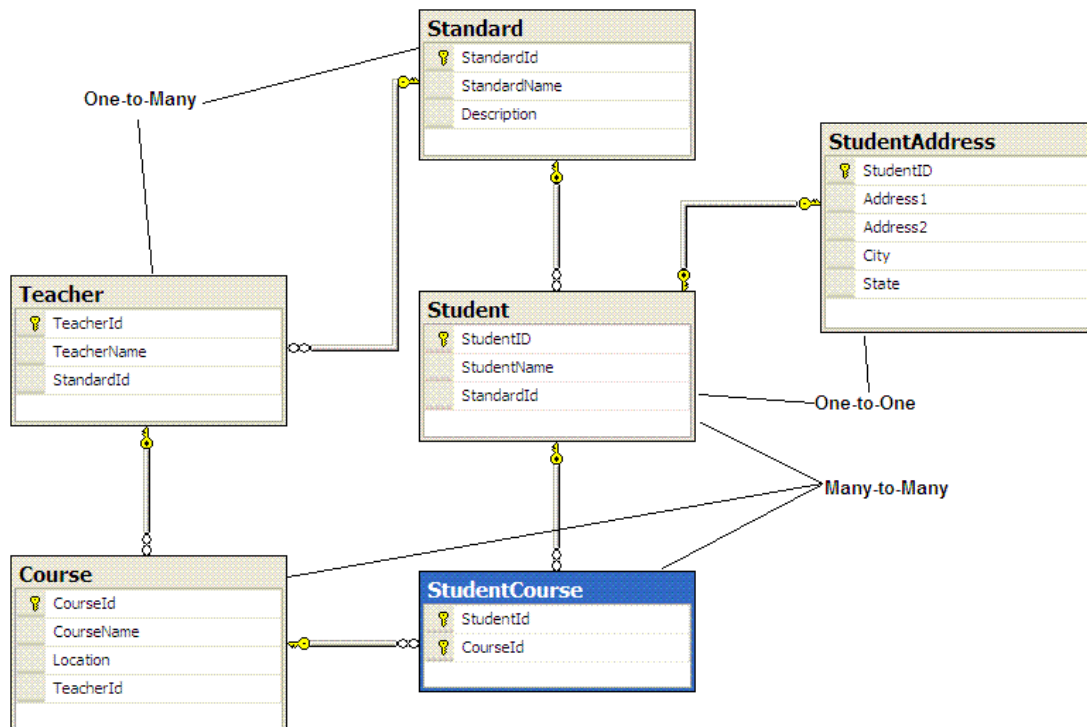 Standard
StandardId
StandardName
Description
One-to-Many
StudentAddress
StudentID
Address1
Address2
City
State
Teacher
TeacherId
TeacherName
StandardId
Student
StudentID
StudentName
StandardId
One-to-One
Many-to-Many
Course
CourseId
CourseName
Location
TeacherId
StudentCourse
StudentId
CourseId